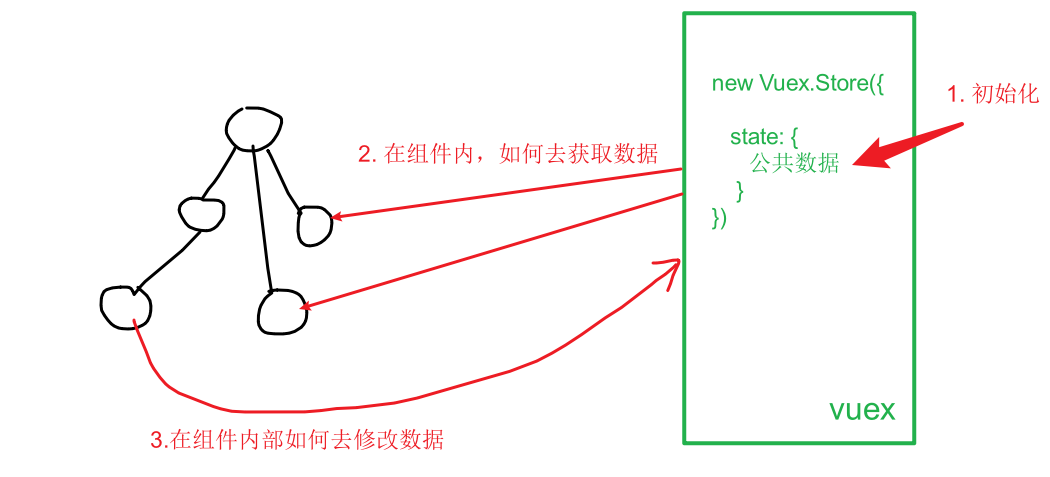 new Vuex.Store({
1. 初始化
state: {
2. 在组件内，如何去获取数据
公共数据
}
})
vuex
3.在组件内部如何去修改数据